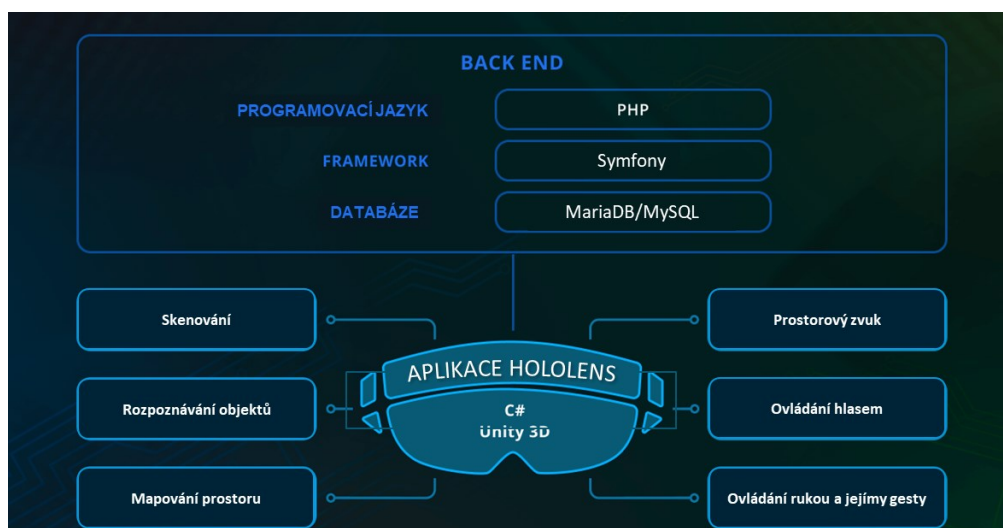 BACK END
PROGRAMOVACÍ JAZYK PHP
FRAMEWORK Symfony
DATABÁZE MariaDB/MySQL
Skenování
Prostorový zvuk
APLIKACE HOLOLENS
Rozpoznávání objektů
C#
Unity 3D
Ovládání hlasem
Mapování prostoru
Ovládání rukou a jejímy gesty